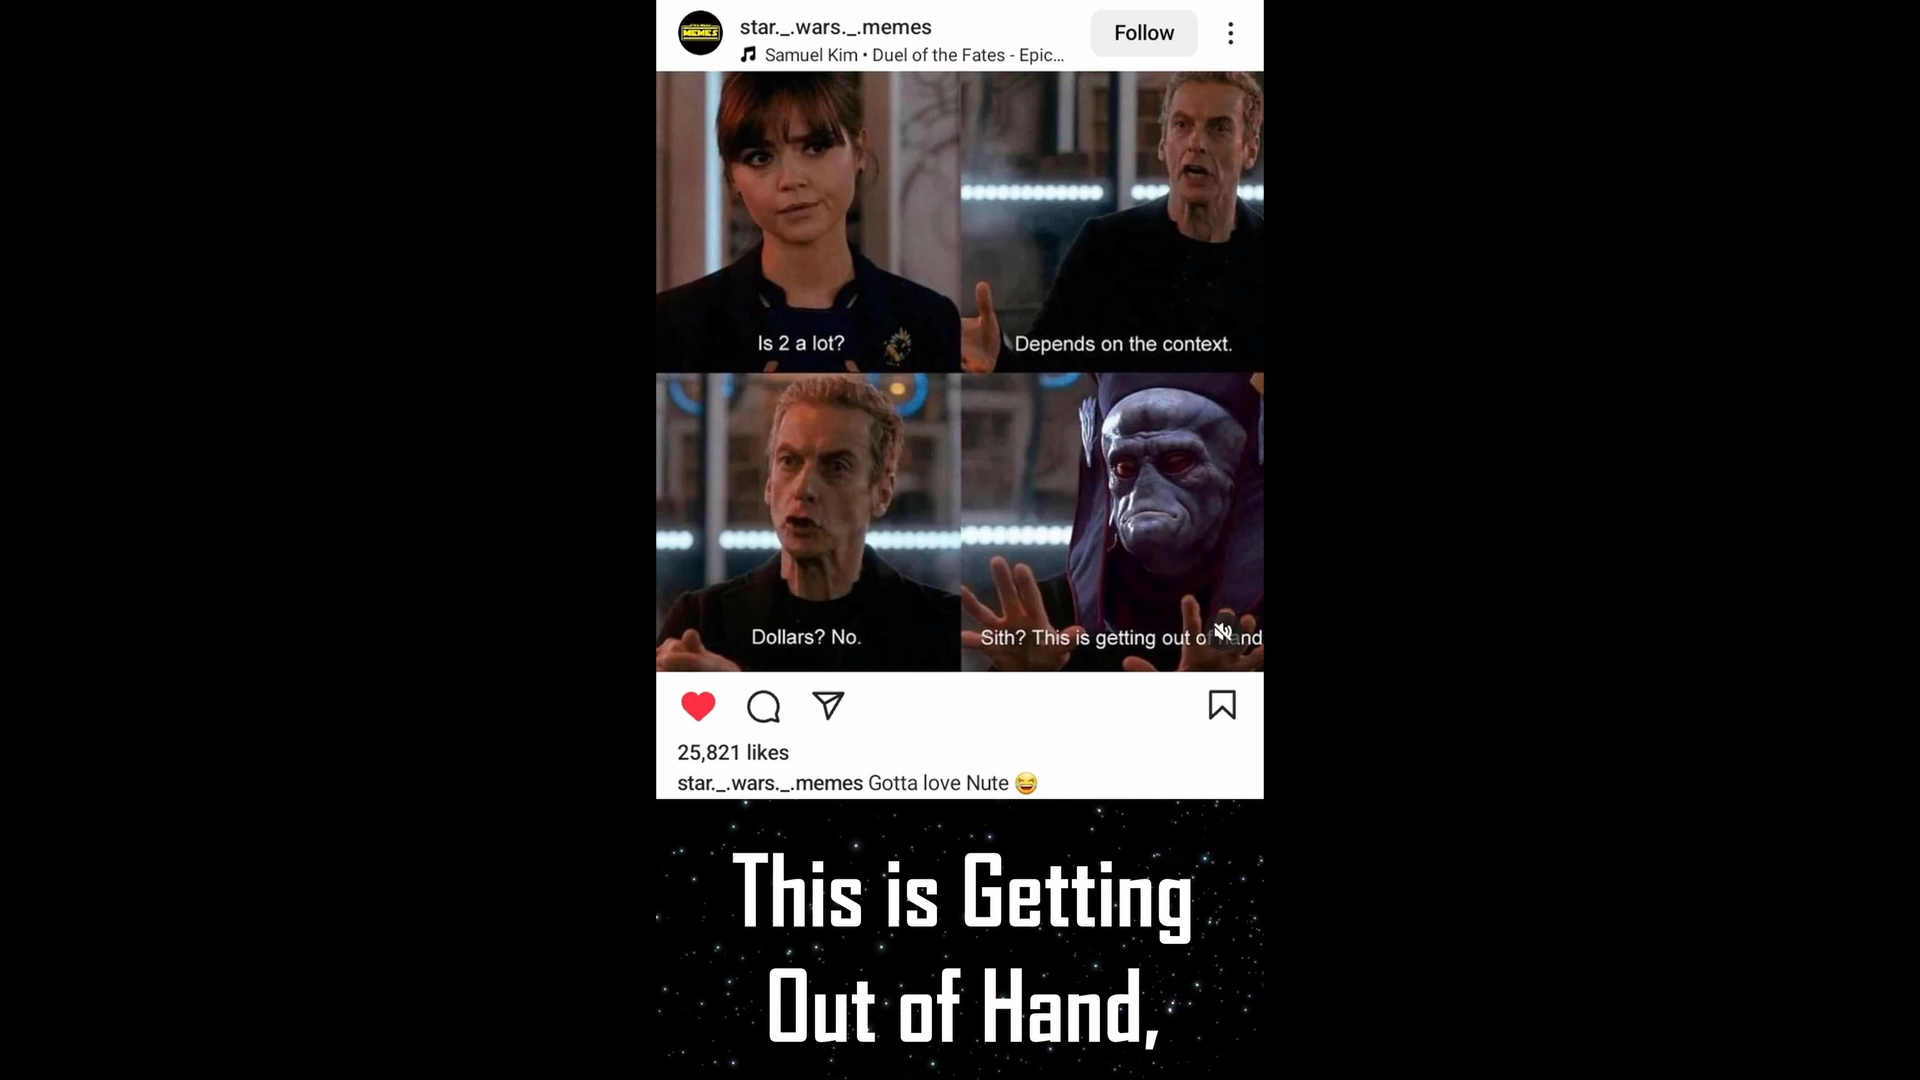 MEMES
star._.wars._.memes
Samuel Kim • Duel of the Fates - Epic...
Follow
Is 2 a lot?
Depends on the context.
Dollars? No.
Sith? This is getting out of hand
25,821 likes
star._.wars._.memes Gotta love Nute 😅
This is Getting
Out of Hand,